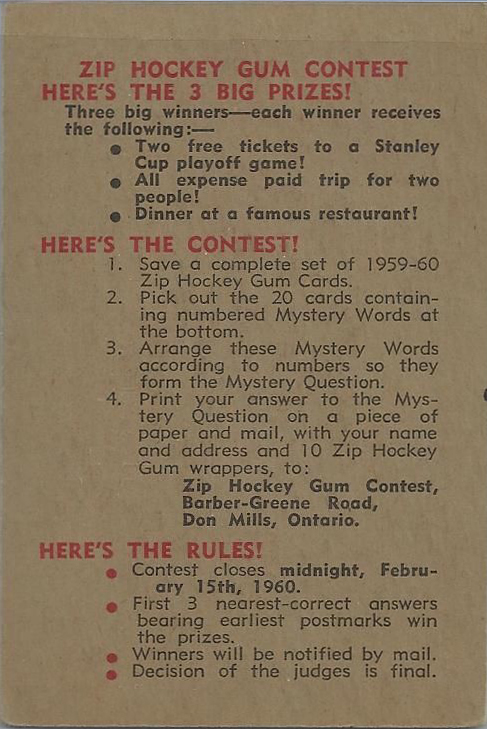 ZIP HOCKEY GUM CONTEST
HERE'S THE 3 BIG PRIZES!
Three big winners—each winner receives
the following:—
● Two free tickets to a Stanley
Cup playoff game!
● All expense paid trip for two
people!
● Dinner at a famous restaurant!
HERE'S THE CONTEST!
1. Save a complete set of 1959-60
Zip Hockey Gum Cards.
2. Pick out the 20 cards contain-
ing numbered Mystery Words at
the bottom.
3. Arrange these Mystery Words
according to numbers so they
form the Mystery Question.
4. Print your answer to the Mys-
tery Question on a piece of
paper and mail, with your name
and address and 10 Zip Hockey
Gum wrappers, to:
Zip Hockey Gum Contest,
Barber-Greene Road,
Don Mills, Ontario.
HERE'S THE RULES!
● Contest closes midnight, Febru-
ary 15th, 1960.
● First 3 nearest-correct answers
bearing earliest postmarks win
the prizes.
● Winners will be notified by mail.
● Decision of the judges is final.